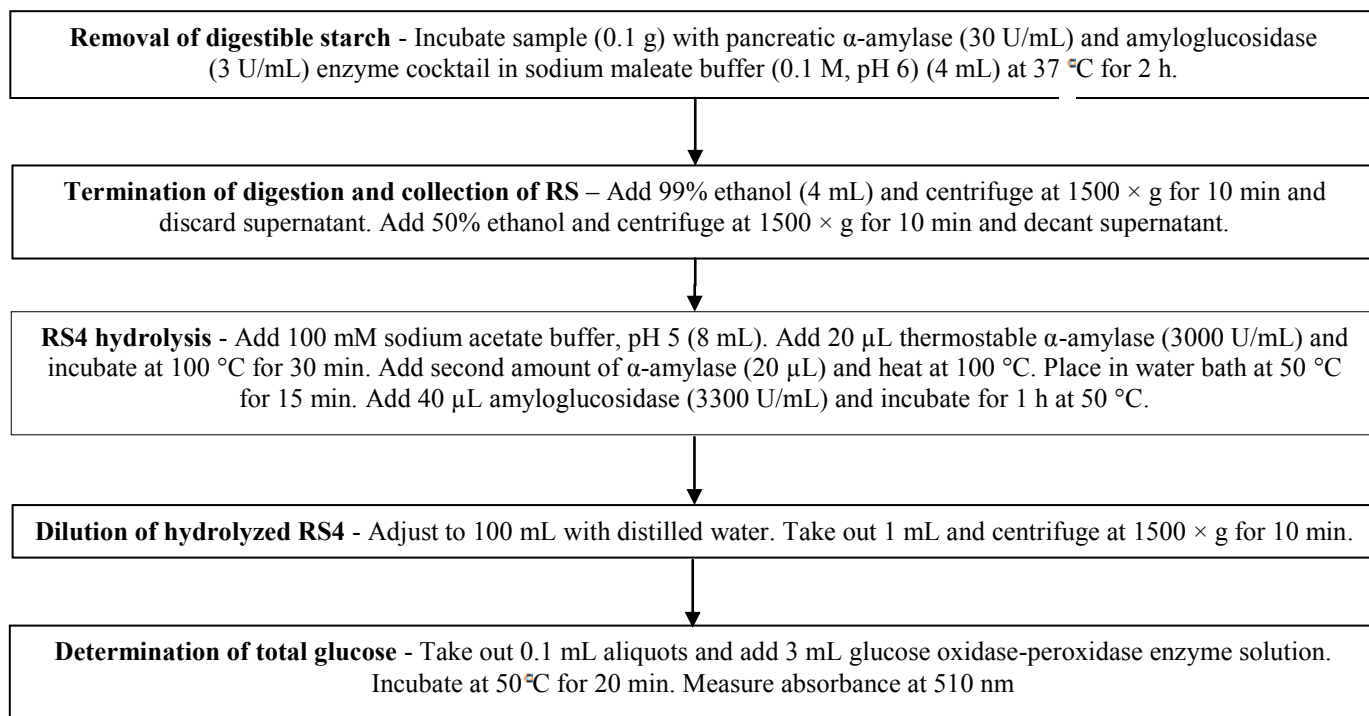 Removal of digestible starch - Incubate sample (0.1 g) with pancreatic α-amylase (30 U/mL) and amyloglucosidase
(3 U/mL) enzyme cocktail in sodium maleate buffer (0.1 M, pH 6) (4 mL) at 37 °C for 2 h.
Termination of digestion and collection of RS – Add 99% ethanol (4 mL) and centrifuge at 1500 × g for 10 min and
discard supernatant. Add 50% ethanol and centrifuge at 1500 × g for 10 min and decant supernatant.
RS4 hydrolysis - Add 100 mM sodium acetate buffer, pH 5 (8 mL). Add 20 µL thermostable α-amylase (3000 U/mL) and
incubate at 100 °C for 30 min. Add second amount of α-amylase (20 µL) and heat at 100 °C. Place in water bath at 50 °C
for 15 min. Add 40 µL amyloglucosidase (3300 U/mL) and incubate for 1 h at 50 °C.
Dilution of hydrolyzed RS4 - Adjust to 100 mL with distilled water. Take out 1 mL and centrifuge at 1500 × g for 10 min.
Determination of total glucose - Take out 0.1 mL aliquots and add 3 mL glucose oxidase-peroxidase enzyme solution.
Incubate at 50 °C for 20 min. Measure absorbance at 510 nm